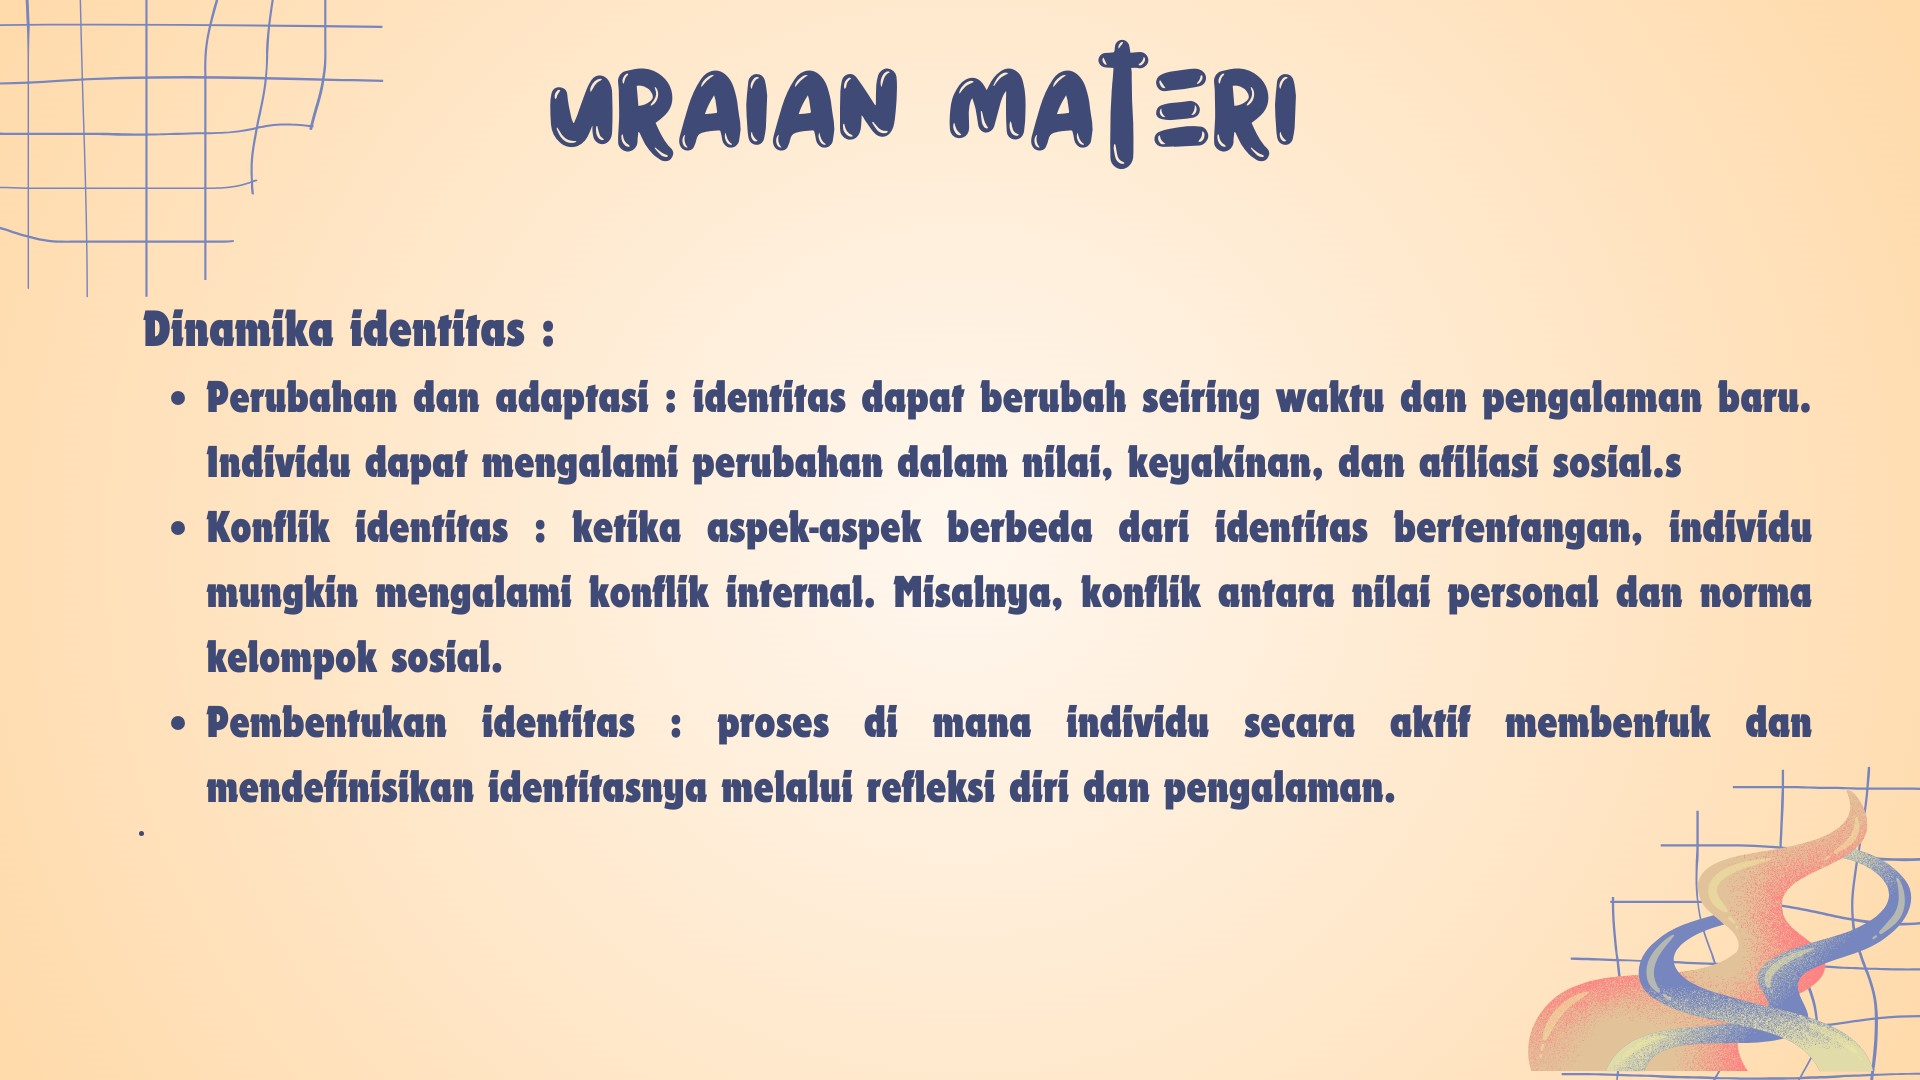 URAIAN MATERI
Dinamika identitas :
• Perubahan dan adaptasi : identitas dapat berubah seiring waktu dan pengalaman baru.
Individu dapat mengalami perubahan dalam nilai, keyakinan, dan afiliasi sosial.s
• Konflik identitas : ketika aspek-aspek berbeda dari identitas bertentangan, individu
mungkin mengalami konflik internal. Misalnya, konflik antara nilai personal dan norma
kelompok sosial.
• Pembentukan identitas : proses di mana individu secara aktif membentuk dan
mendefinisikan identitasnya melalui refleksi diri dan pengalaman.
.